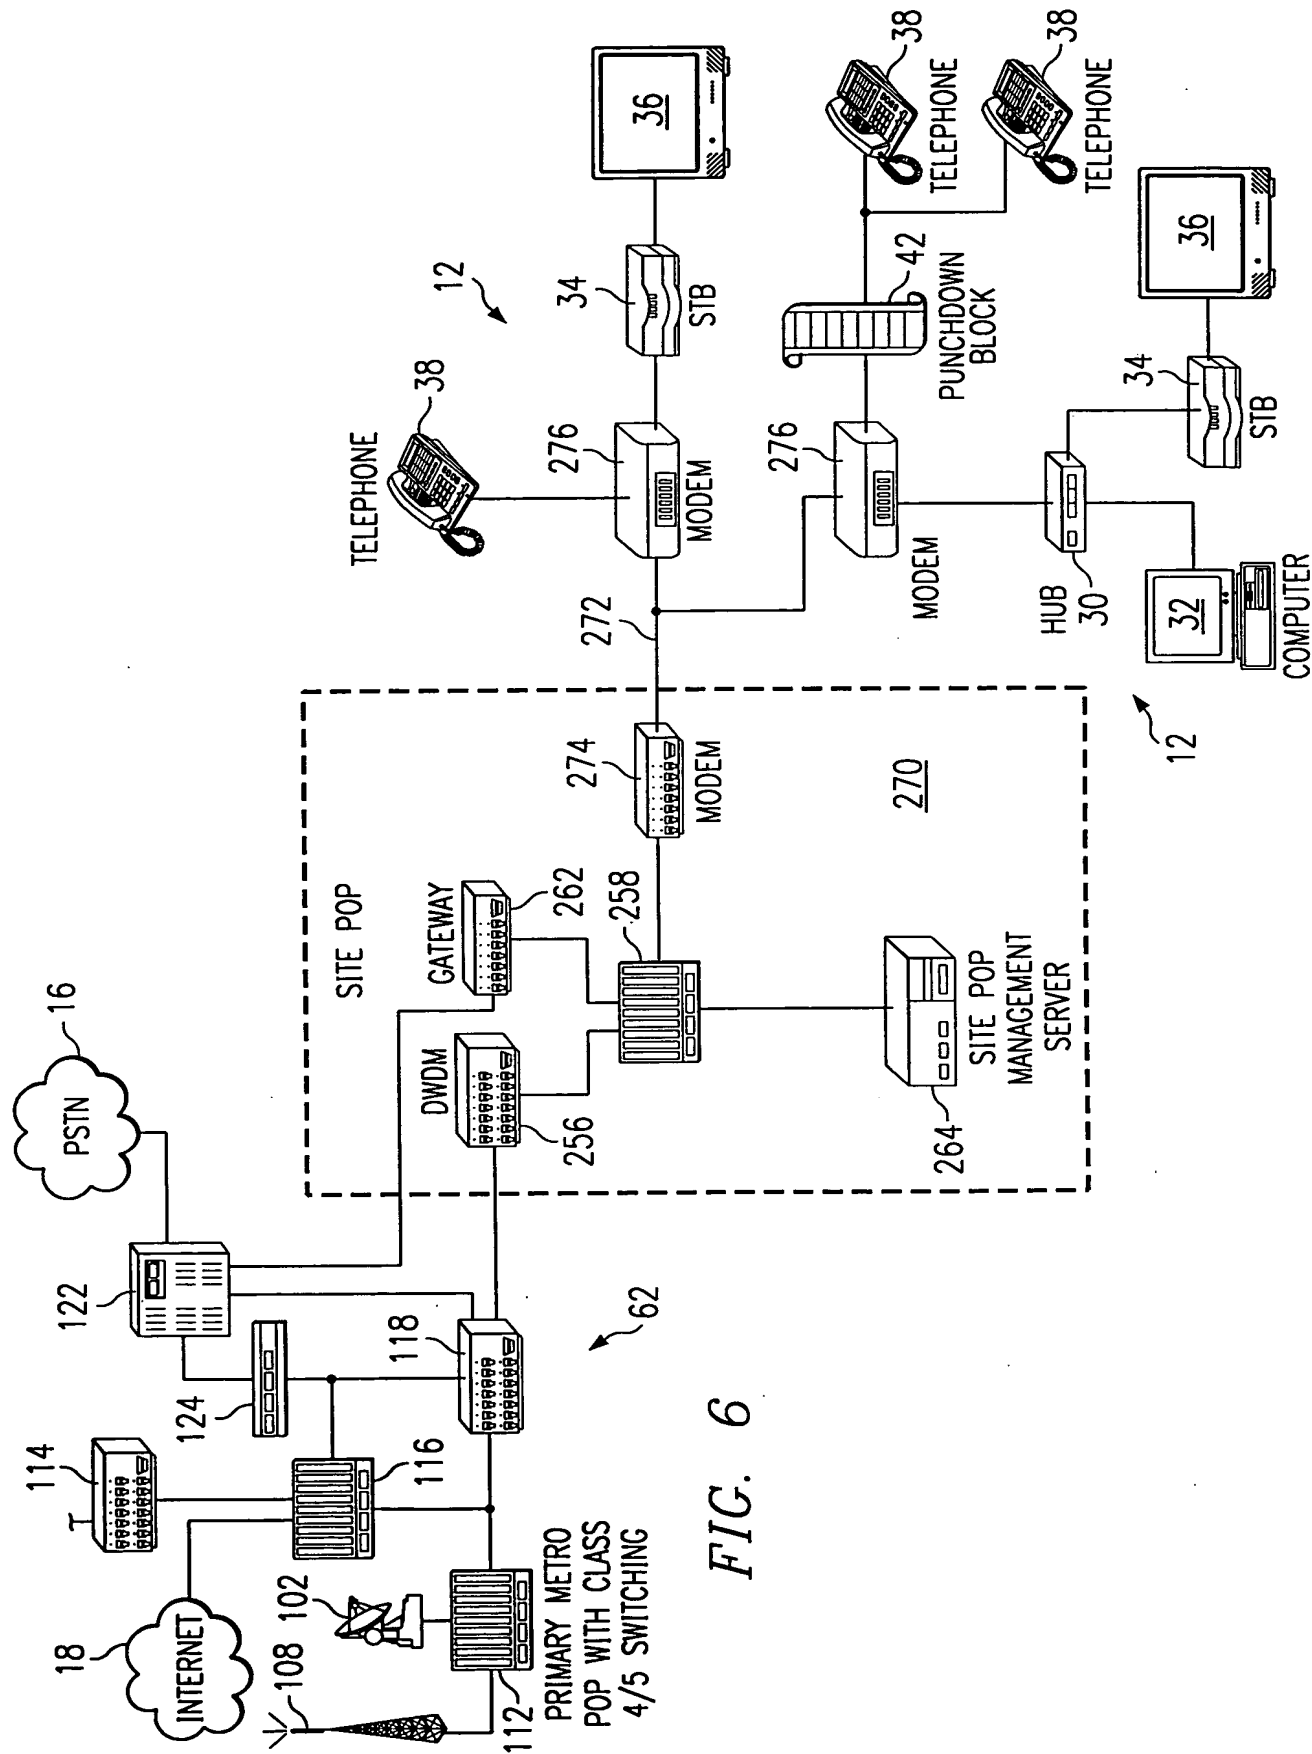 16
PSTN
122
124
114
116
118
18
INTERNET
108
102
112
PRIMARY METRO
POP WITH CLASS
4/5 SWITCHING
62
SITE POP
GATEWAY
262
DWDM
256
258
274
MODEM
270
264
SITE POP
MANAGEMENT
SERVER
272
12
TELEPHONE
38
276
MODEM
34
STB
36
276
MODEM
42
PUNCHDOWN
BLOCK
38
TELEPHONE
38
TELEPHONE
HUB
30
34
STB
36
32
COMPUTER
12
FIG. 6